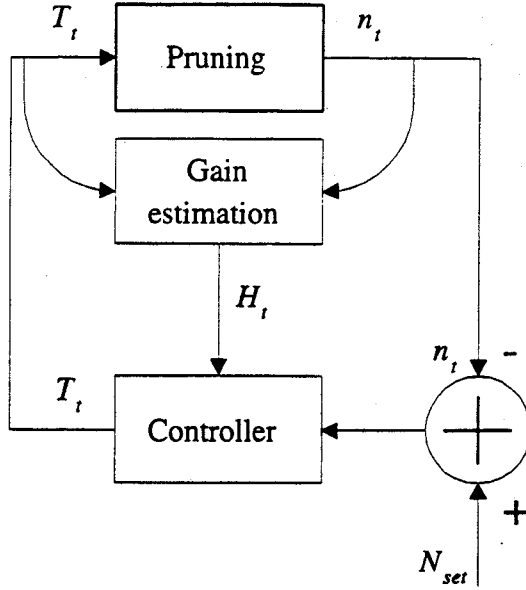 T_t
n_t
Pruning
Gain
estimation
H_t
n_t
-
T_t
Controller
+
+
N_set